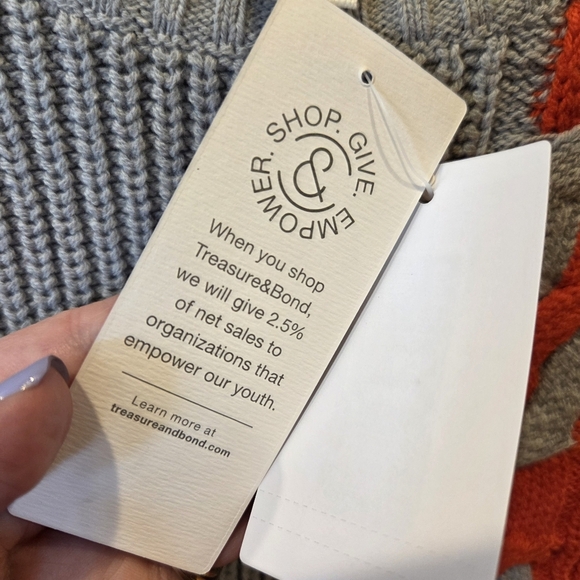 SHOP. GIVE. EMPOWER.
&
When you shop
Treasure&Bond,
we will give 2.5%
of net sales to
organizations that
empower our youth.
Learn more at
treasureandbond.com